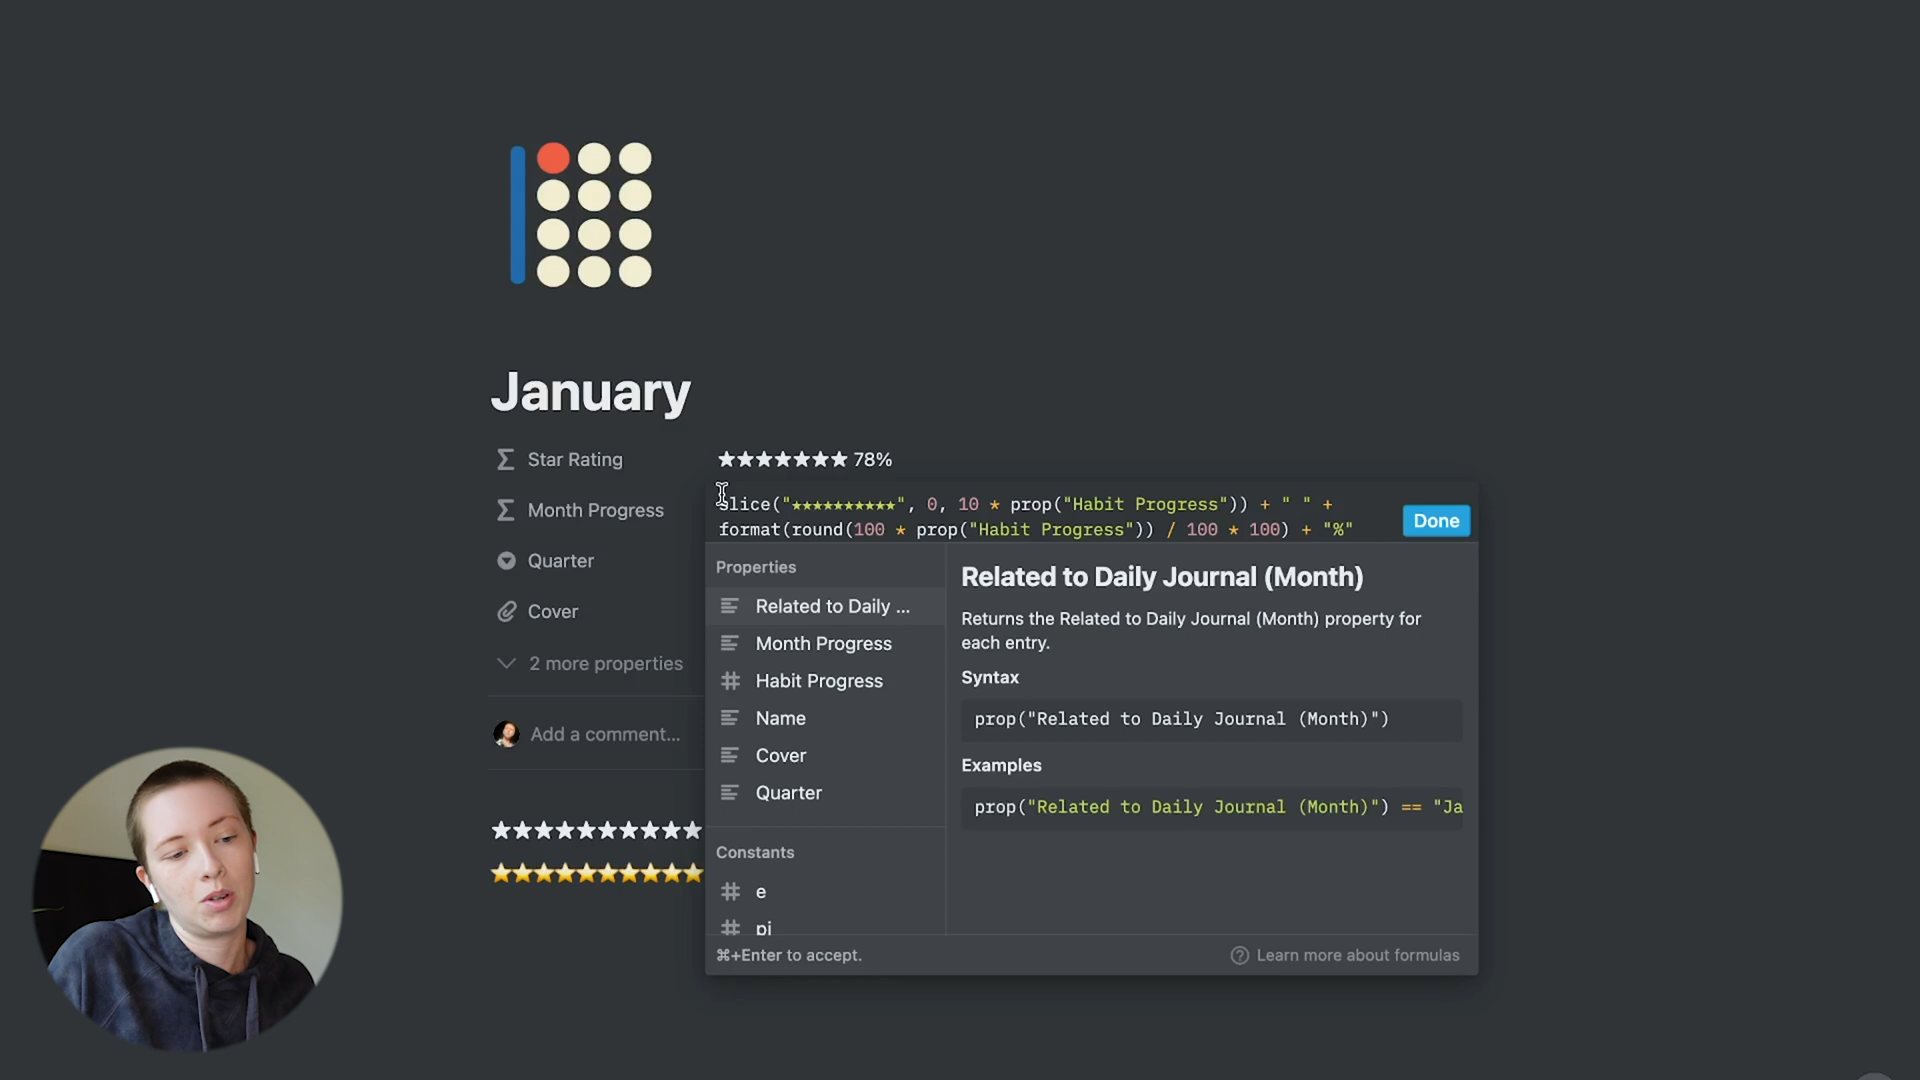 January
Star Rating
★★★★★★★ 78%
slice("★★★★★★★★★★", 0, 10 * prop("Habit Progress")) + " " +
format(round(100 * prop("Habit Progress")) / 100 * 100) + "%"
Done
Month Progress
Quarter
Cover
2 more properties
Add a comment...
★★★★★★★★★★
⭐⭐⭐⭐⭐⭐⭐⭐⭐⭐
Properties
Related to Daily ...
Month Progress
Habit Progress
Name
Cover
Quarter
Constants
e
pi
Related to Daily Journal (Month)
Returns the Related to Daily Journal (Month) property for
each entry.
Syntax
prop("Related to Daily Journal (Month)")
Examples
prop("Related to Daily Journal (Month)") == "Ja
⌘+Enter to accept.
Learn more about formulas